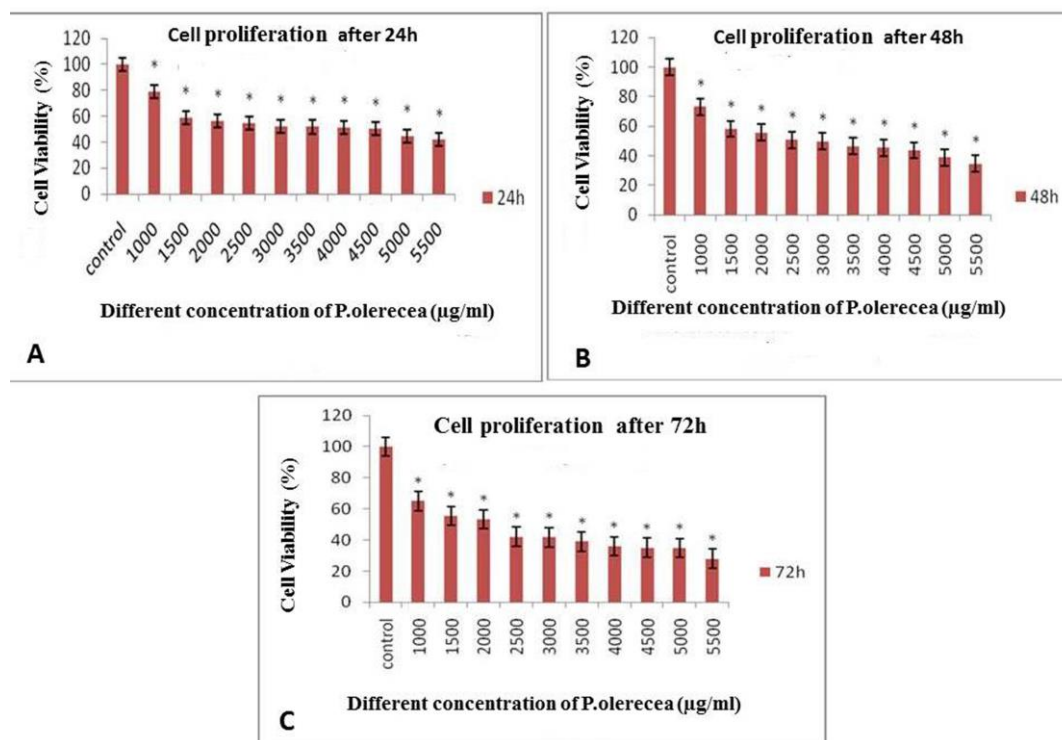 Cell proliferation after 24h
Cell Viability (%)
120
100
80
60
40
20
0
* * * * * * * * * *
control 1000 1500 2000 2500 3000 3500 4000 4500 5000 5500
24h
Different concentration of P.olerecea (µg/ml)
A
Cell proliferation after 48h
Cell Viability (%)
120
100
80
60
40
20
0
* * * * * * * * * *
control 1000 1500 2000 2500 3000 3500 4000 4500 5000 5500
48h
Different concentration of P.olerecea (µg/ml)
B
Cell proliferation after 72h
Cell Viability (%)
120
100
80
60
40
20
0
* * * * * * * * * *
control 1000 1500 2000 2500 3000 3500 4000 4500 5000 5500
72h
Different concentration of P.olerecea (µg/ml)
C